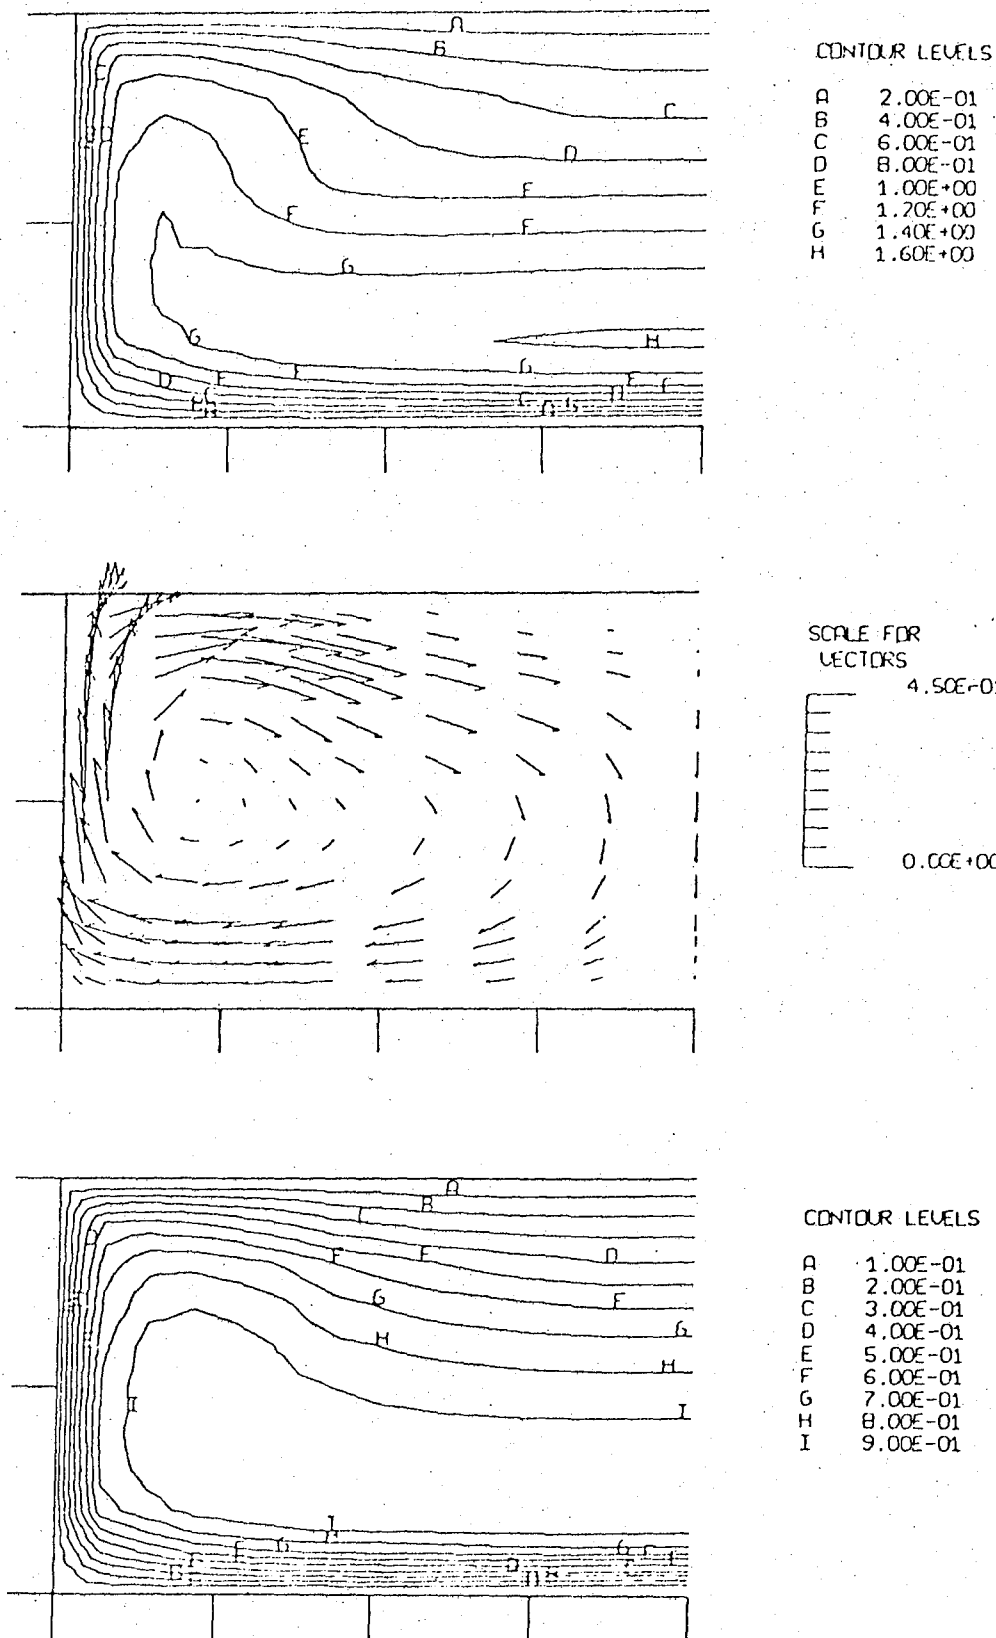 CONTOUR LEVELS
A 2.00E-01
B 4.00E-01
C 6.00E-01
D 8.00E-01
E 1.00E+00
F 1.20E+00
G 1.40E+00
H 1.60E+00
A
B
C
D
E
F
F
F
G
G
H
G
D
E
F
E
SCALE FOR
VECTORS
4.50E-01
0.00E+00
CONTOUR LEVELS
A 1.00E-01
B 2.00E-01
C 3.00E-01
D 4.00E-01
E 5.00E-01
F 6.00E-01
G 7.00E-01
H 8.00E-01
I 9.00E-01
A
B
F
E
D
G
F
H
G
H
I
I
I
G
D